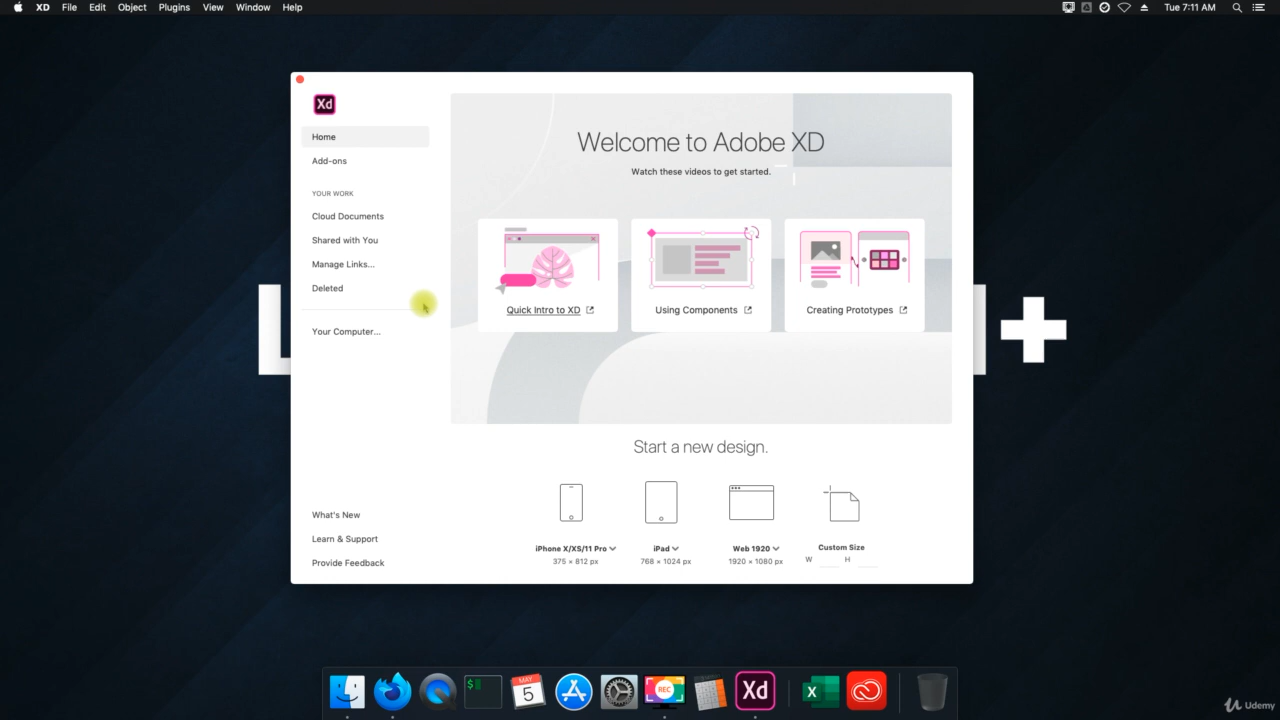 XD File Edit Object Plugins View Window Help Tue 7:11 AM
Xd
Home
Add-ons
YOUR WORK
Cloud Documents
Shared with You
Manage Links...
Deleted
Your Computer...
What's New
Learn & Support
Provide Feedback
Welcome to Adobe XD
Watch these videos to get started.
Quick Intro to XD
Using Components
Creating Prototypes
Start a new design.
iPhone X/XS/11 Pro
375 × 812 px
iPad
768 × 1024 px
Web 1920
1920 × 1080 px
Custom Size
W H
+
$
MAY
5
REC
Xd
X
Udemy